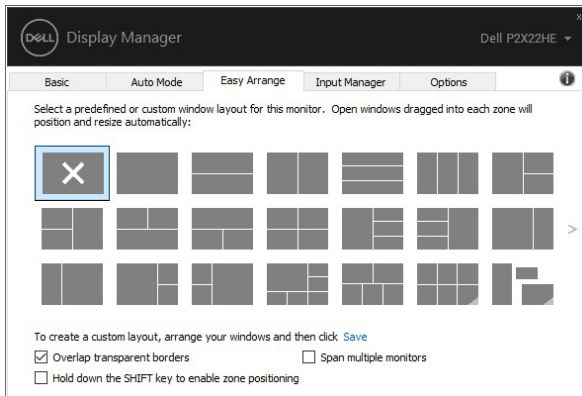 DELL Display Manager
Dell P2X22HE
Basic Auto Mode Easy Arrange Input Manager Options
Select a predefined or custom window layout for this monitor. Open windows dragged into each zone will
position and resize automatically:
To create a custom layout, arrange your windows and then click Save
Overlap transparent borders
Span multiple monitors
Hold down the SHIFT key to enable zone positioning